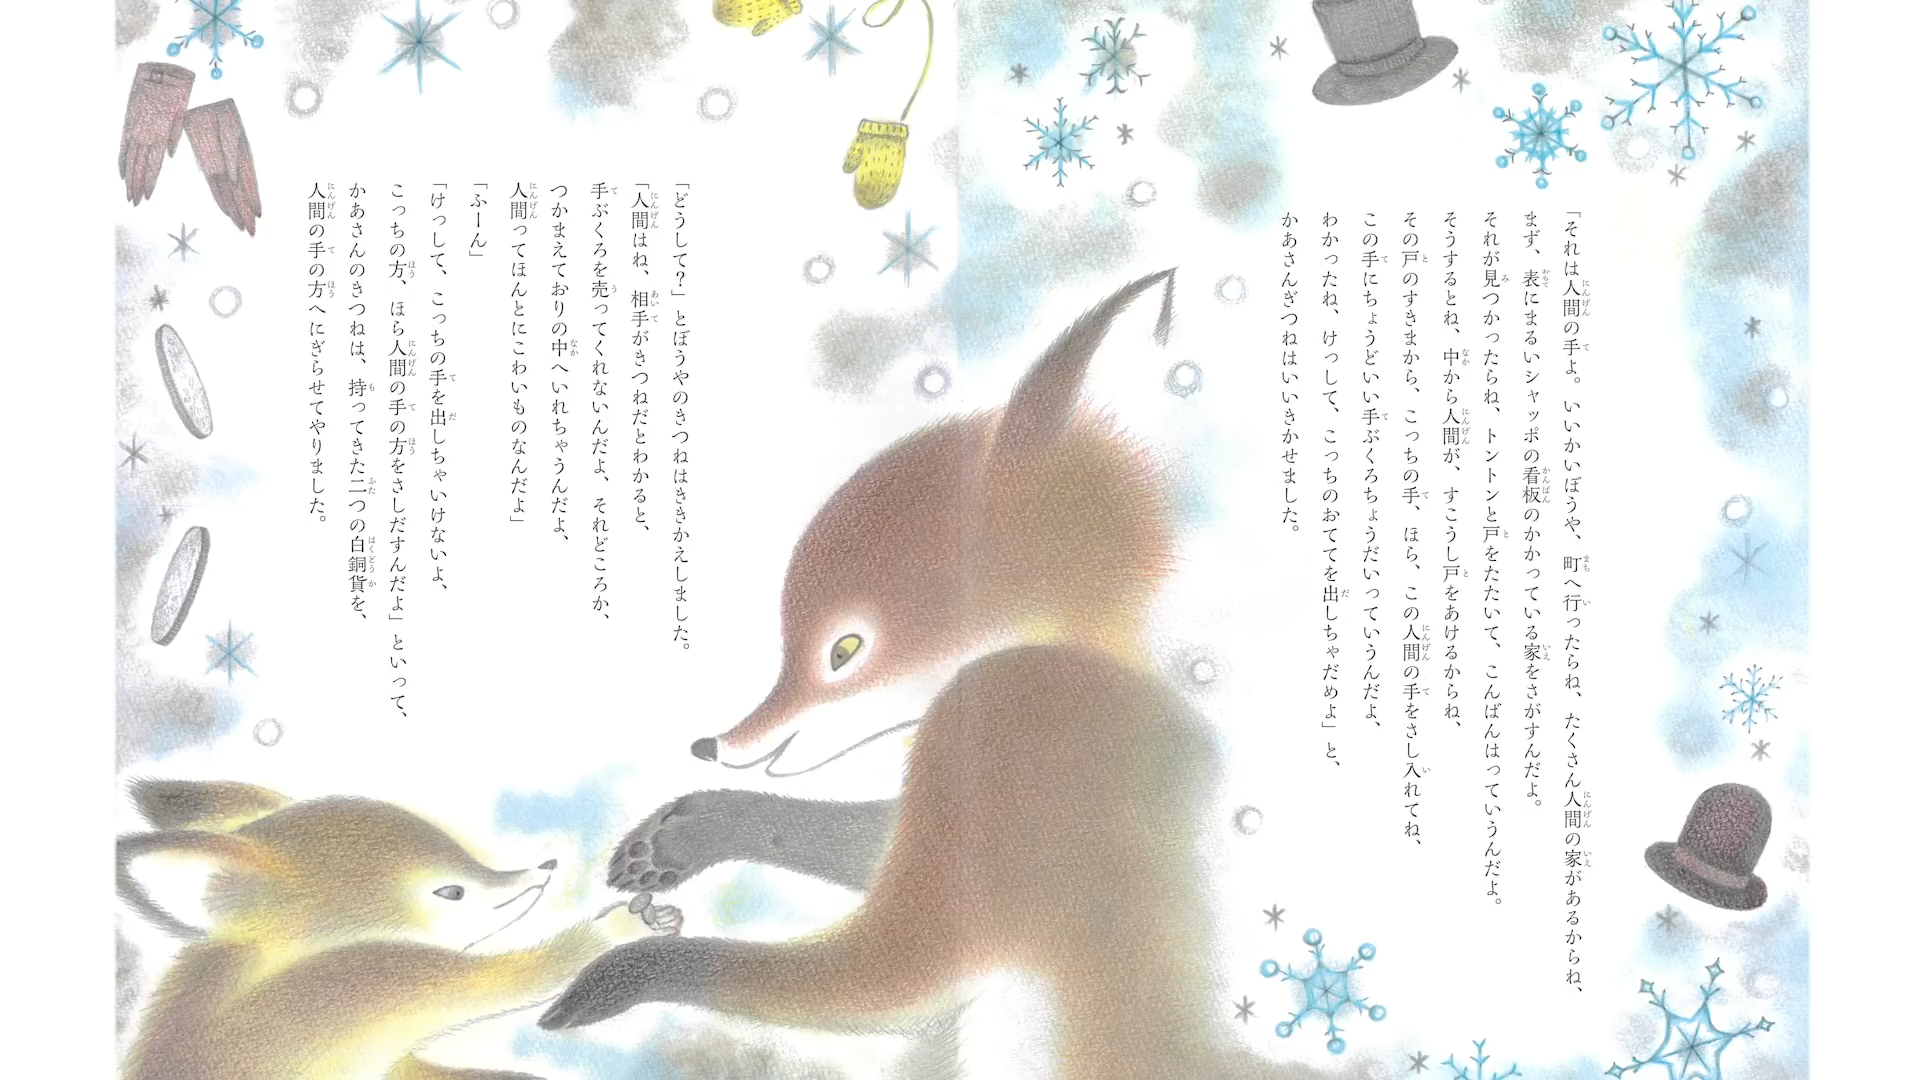 「それは人間の手よ。いいかいぼうや、町へ行ったらね、たくさん人間の家があるからね、
まず、表にまるいシャッポの看板のかかっている家をさがすんだよ。
それが見つかったらね、トントンと戸をたたいて、こんばんはっていうんだよ。
そうするとね、中から人間が、すこうし戸をあけるからね、
その戸のすきまから、こっちの手、ほら、この人間の手をさし入れてね、
この手にちょうどいい手ぶくろちょうだいっていうんだよ、
わかったね、けっして、こっちのおててを出しちゃだめよ」と、
かあさんぎつねはいいきかせました。
「どうして？」とぼうやのきつねはききかえしました。
「人間はね、相手がきつねだとわかると、
手ぶくろを売ってくれないんだよ、それどころか、
つかまえておりの中へいれちゃうんだよ、
人間ってほんとにこわいものなんだよ」
「ふーん」
「けっして、こっちの手を出しちゃいけないよ、
こっちの方、ほら人間の手の方をさしだすんだよ」といって、
かあさんのきつねは、持ってきた二つの白銅貨を、
人間の手の方へにぎらせてやりました。